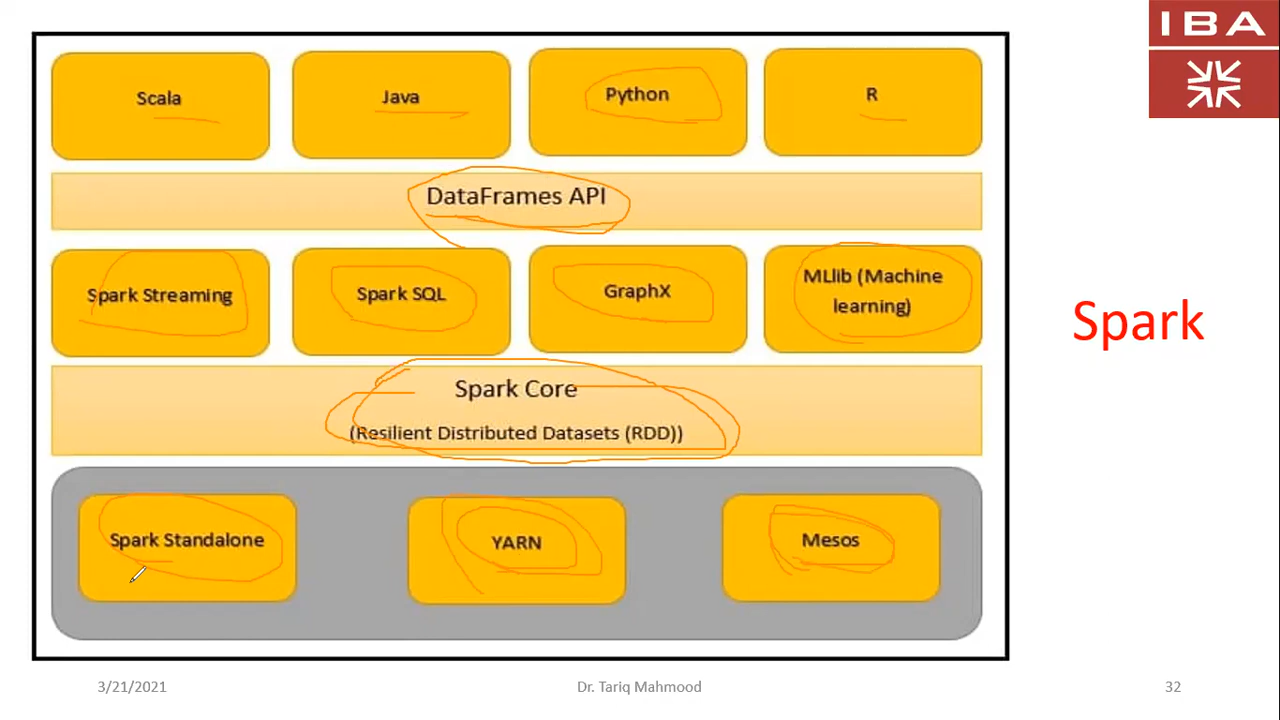 IBA
Scala
Java
Python
R
DataFrames API
Spark Streaming
Spark SQL
GraphX
MLlib (Machine
learning)
Spark
Spark Core
(Resilient Distributed Datasets (RDD))
Spark Standalone
YARN
Mesos
3/21/2021
Dr. Tariq Mahmood
32